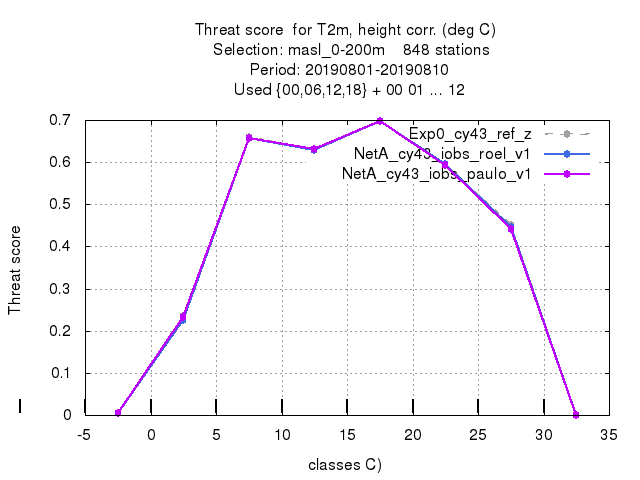 Threat score  for T2m, height corr. (deg C)
Selection: masl_0-200m    848 stations
Period: 20190801-20190810
Used {00,06,12,18} + 00 01 ... 12
Exp0_cy43_ref_z
NetA_cy43_iobs_roel_v1
NetA_cy43_iobs_paulo_v1
0.7
0.6
0.5
0.4
0.3
0.2
0.1
0
Threat score
-5 0 5 10 15 20 25 30 35
classes C)